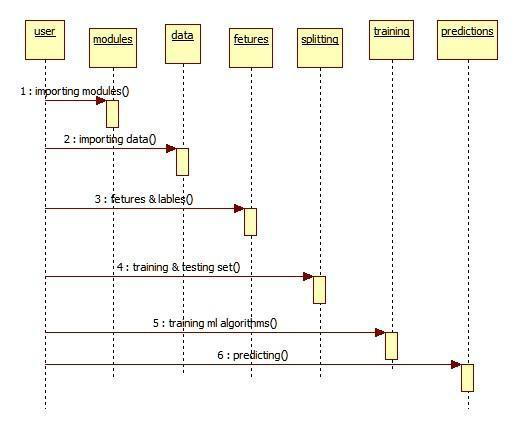 user
modules
data
fetures
splitting
training
predictions
1 : importing modules()
2 : importing data()
3 : fetures & lables()
4 : training & testing set()
5 : training ml algorithms()
6 : predicting()